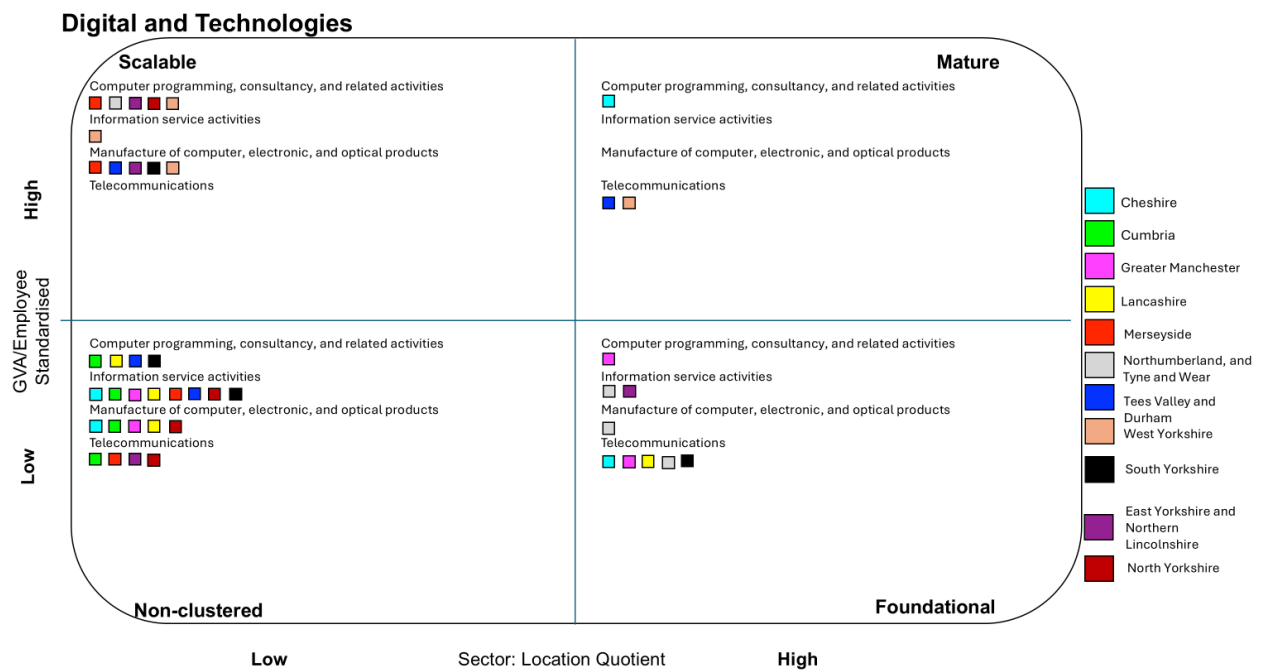 Digital and Technologies
Scalable
Computer programming, consultancy, and related activities
Information service activities
Manufacture of computer, electronic, and optical products
Telecommunications
Mature
Computer programming, consultancy, and related activities
Information service activities
Manufacture of computer, electronic, and optical products
Telecommunications
High
GVA/Employee
Standardised
Low
Computer programming, consultancy, and related activities
Information service activities
Manufacture of computer, electronic, and optical products
Telecommunications
Non-clustered
Computer programming, consultancy, and related activities
Information service activities
Manufacture of computer, electronic, and optical products
Telecommunications
Foundational
Low
Sector: Location Quotient
High
Cheshire
Cumbria
Greater Manchester
Lancashire
Merseyside
Northumberland, and
Tyne and Wear
Tees Valley and
Durham
West Yorkshire
South Yorkshire
East Yorkshire and
Northern
Lincolnshire
North Yorkshire